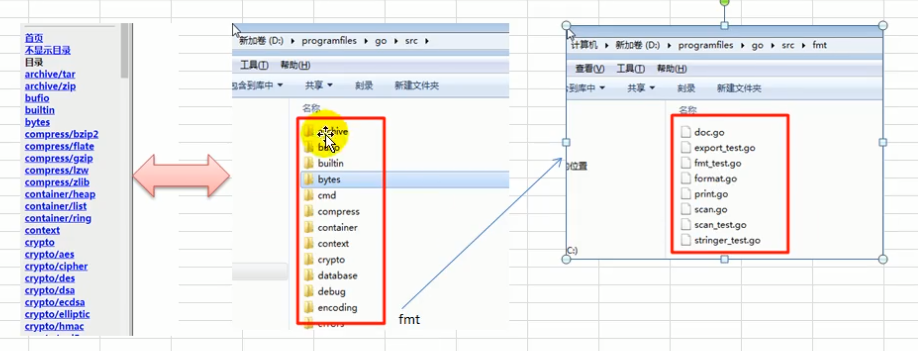 首页
不显示目录
目录
archive/tar
archive/zip
bufio
builtin
bytes
compress/bzip2
compress/flate
compress/gzip
compress/lzw
compress/zlib
container/heap
container/list
container/ring
context
crypto
crypto/aes
crypto/cipher
crypto/des
crypto/dsa
crypto/ecdsa
crypto/elliptic
crypto/hmac
新加卷 (D:) ▸ programfiles ▸ go ▸ src ▸
工具(T) 帮助(H)
包含到库中 共享 刻录 新建文件夹
名称
archive
bufio
builtin
bytes
cmd
compress
container
context
crypto
database
debug
encoding
errors
fmt
计算机 ▸ 新加卷 (D:) ▸ programfiles ▸ go ▸ src ▸ fmt
查看(V) 工具(T) 帮助(H)
到库中 共享 刻录 新建文件夹
名称
doc.go
export_test.go
fmt_test.go
format.go
print.go
scan.go
scan_test.go
stringer_test.go
位置
C:)